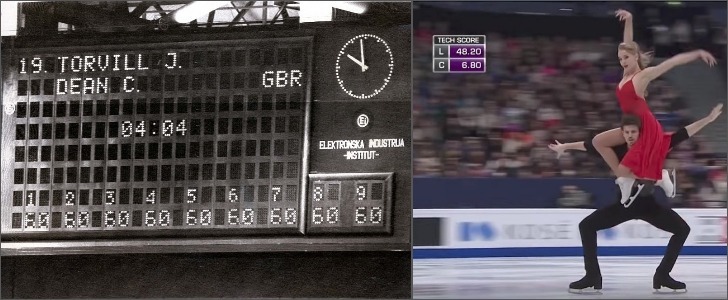 19 TORVILL J.
DEAN C. GBR
04:04
ELEKTRONSKA INDUSTRIJA
-INSTITUT-
1 2 3 4 5 6 7 8 9
60 60 60 60 60 60 60 60 60
TECH SCORE
L 48.20
C 6.80
KOSÉ